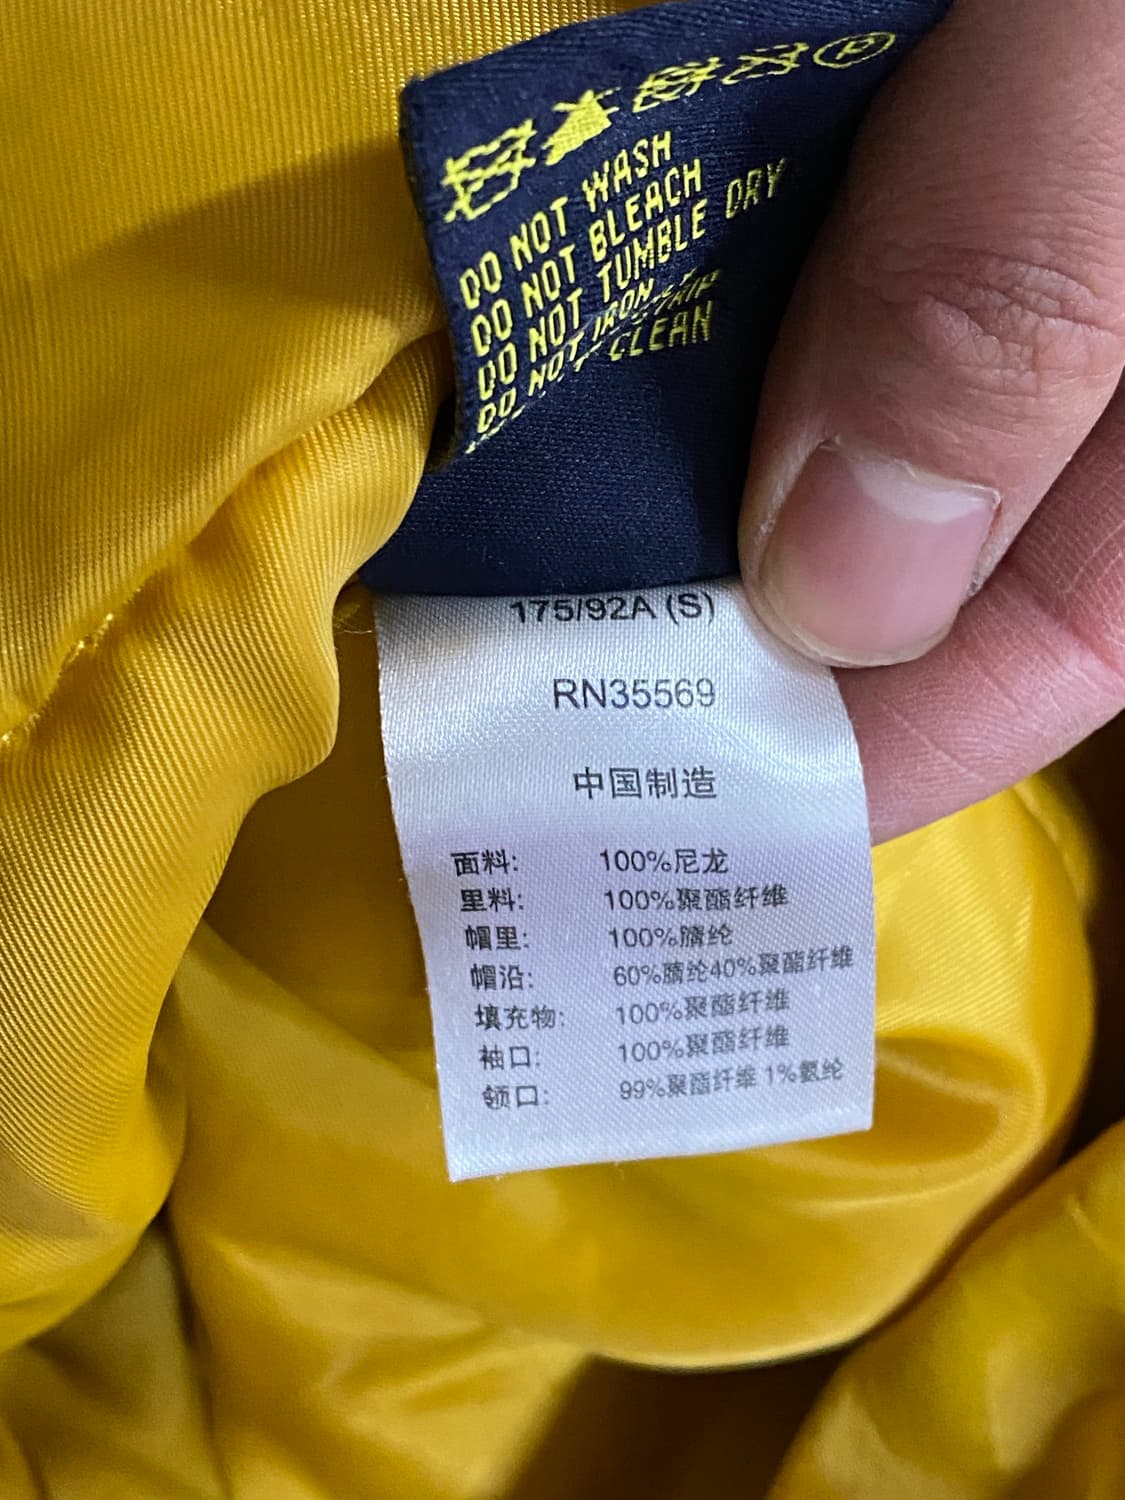 DO NOT WASH
DO NOT BLEACH
DO NOT TUMBLE DRY
DO NOT IRON
CLEAN
175/92A (S)
RN35569
中国制造
面料: 100%尼龙
里料: 100%聚酯纤维
帽里: 100%腈纶
帽沿: 60%腈纶40%聚酯纤维
填充物: 100%聚酯纤维
袖口: 100%聚酯纤维
领口: 99%聚酯纤维 1%氨纶